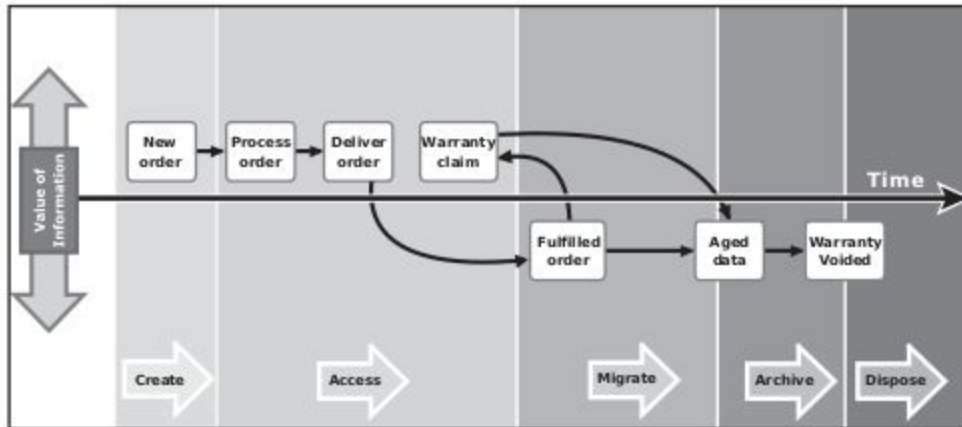 New
order
Process
order
Deliver
order
Warranty
claim
Value of
Information
Time
Fulfilled
order
Aged
data
Warranty
Voided
Create
Access
Migrate
Archive
Dispose